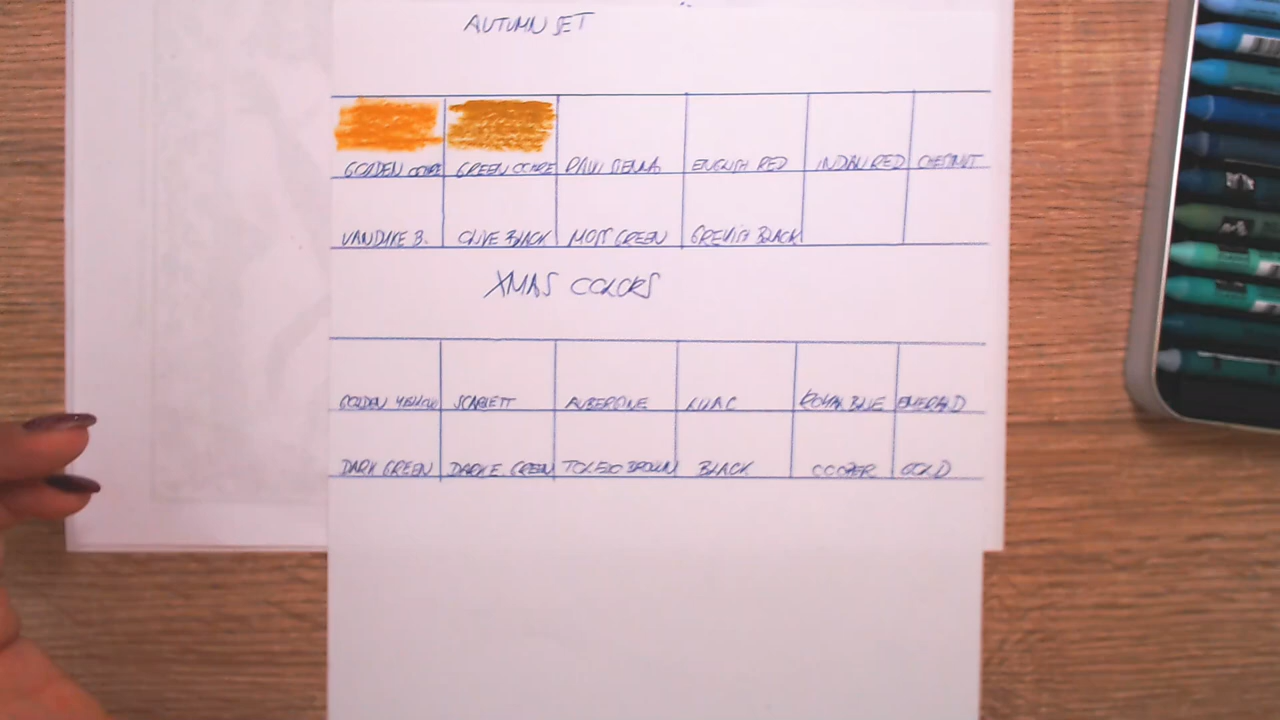 AUTUMN SET
GOLDEN OCHRE GREEN OCHRE RAW SIENNA ENGLISH RED INDIAN RED CHESTNUT
VANDYKE B. OLIVE BLACK MOSS GREEN GREYISH BLACK
XMAS COLORS
GOLDEN YELLOW SCARLETT AUBERGINE LILAC ROYAL BLUE EMERALD
DARK GREEN DARK E. GREEN TOLEDO BROWN BLACK COOPER GOLD